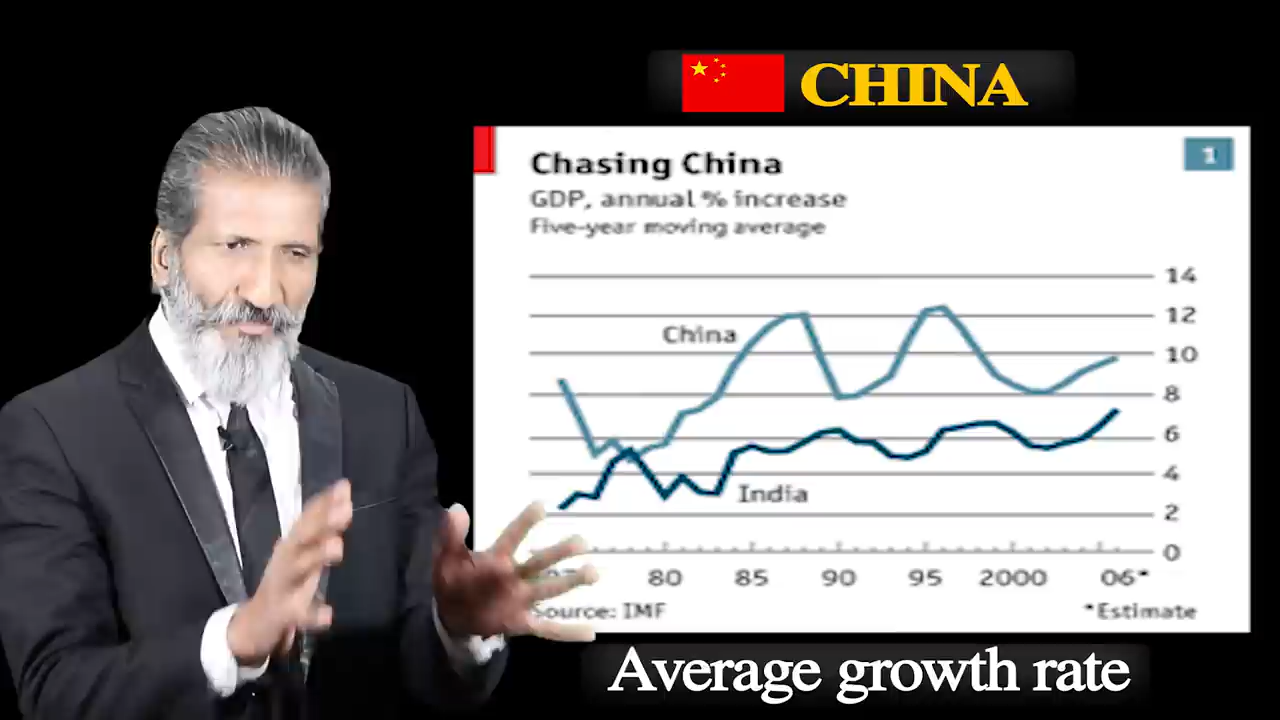 CHINA
Chasing China
1
GDP, annual % increase
Five-year moving average
14
12
China
10
8
6
4
India
2
0
80 85 90 95 2000 06*
Source: IMF
*Estimate
Average growth rate